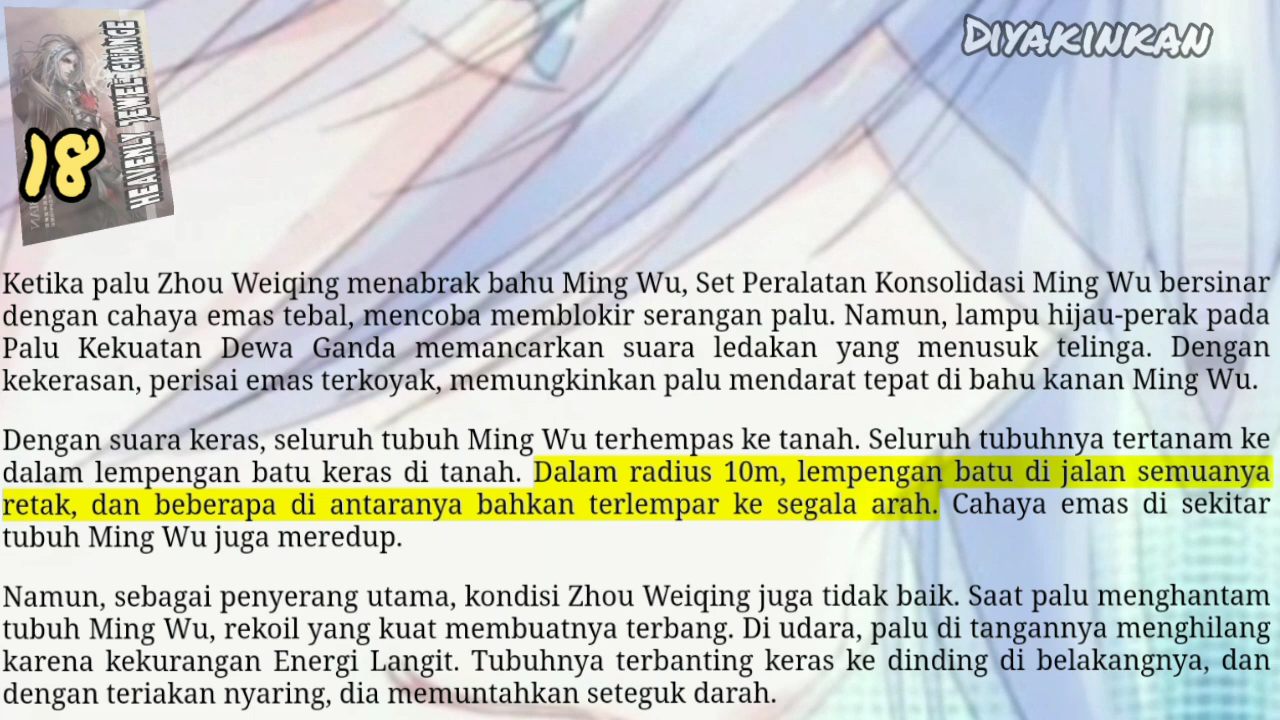 DIYAKINKAN
HEAVENLY JEWEL CHANGE
18
Ketika palu Zhou Weiqing menabrak bahu Ming Wu, Set Peralatan Konsolidasi Ming Wu bersinar
dengan cahaya emas tebal, mencoba memblokir serangan palu. Namun, lampu hijau-perak pada
Palu Kekuatan Dewa Ganda memancarkan suara ledakan yang menusuk telinga. Dengan
kekerasan, perisai emas terkoyak, memungkinkan palu mendarat tepat di bahu kanan Ming Wu.
Dengan suara keras, seluruh tubuh Ming Wu terhempas ke tanah. Seluruh tubuhnya tertanam ke
dalam lempengan batu keras di tanah. Dalam radius 10m, lempengan batu di jalan semuanya
retak, dan beberapa di antaranya bahkan terlempar ke segala arah. Cahaya emas di sekitar
tubuh Ming Wu juga meredup.
Namun, sebagai penyerang utama, kondisi Zhou Weiqing juga tidak baik. Saat palu menghantam
tubuh Ming Wu, rekoil yang kuat membuatnya terbang. Di udara, palu di tangannya menghilang
karena kekurangan Energi Langit. Tubuhnya terbanting keras ke dinding di belakangnya, dan
dengan teriakan nyaring, dia memuntahkan seteguk darah.